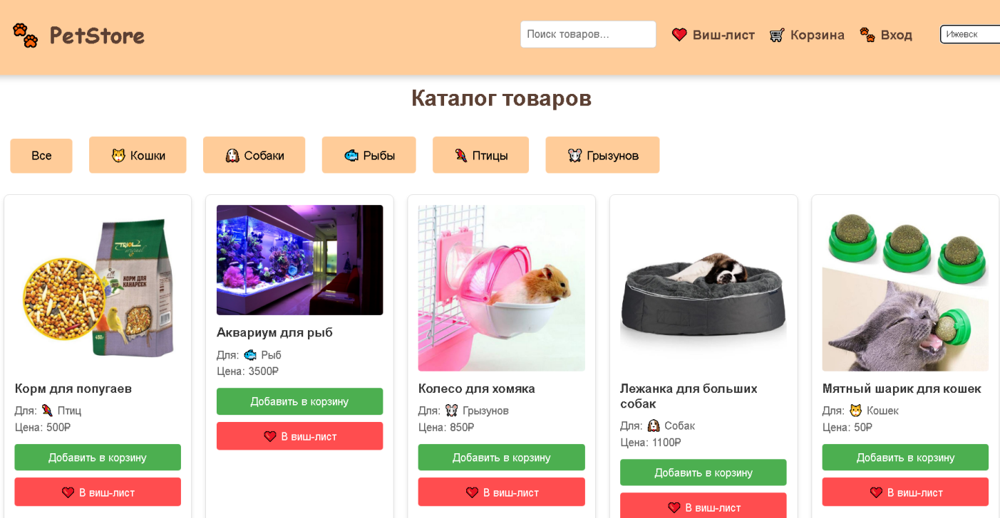 PetStore
Поиск товаров...
Виш-лист
Корзина
Вход
Ижевск
Каталог товаров
Все
Кошки
Собаки
Рыбы
Птицы
Грызунов
TRIOL
original
КОРМ ДЛЯ
КАНАРЕЕК
Корм для попугаев
Для: Птиц
Цена: 500₽
Добавить в корзину
В виш-лист
Аквариум для рыб
Для: Рыб
Цена: 3500₽
Добавить в корзину
В виш-лист
Колесо для хомяка
Для: Грызунов
Цена: 850₽
Добавить в корзину
В виш-лист
Лежанка для больших
собак
Для: Собак
Цена: 1100₽
Добавить в корзину
В виш-лист
Мятный шарик для кошек
Для: Кошек
Цена: 50₽
Добавить в корзину
В виш-лист